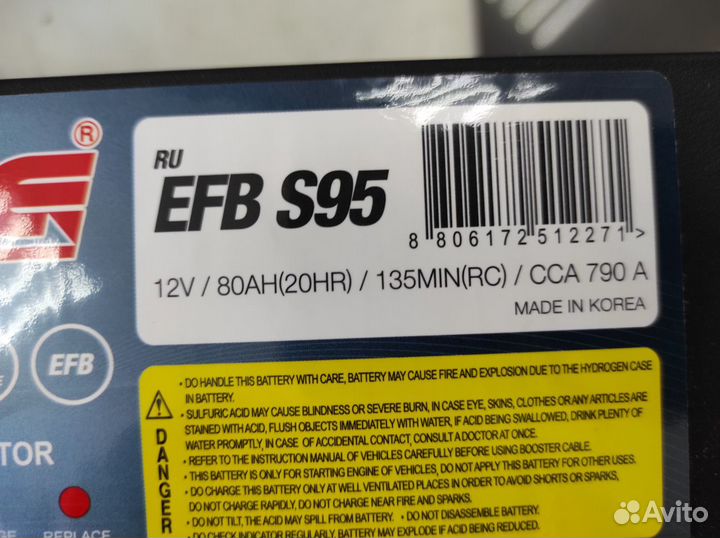 ®
RU
EFB S95
8 806172 512271 >
12V / 80AH(20HR) / 135MIN(RC) / CCA 790 A
MADE IN KOREA
EFB
• DO HANDLE THIS BATTERY WITH CARE, BATTERY MAY CAUSE FIRE AND EXPLOSION DUE TO THE HYDROGEN CASE
IN BATTERY.
• SULFURIC ACID MAY CAUSE BLINDNESS OR SEVERE BURN, IN CASE EYE, SKINS, CLOTHES OR ANY ARTICLES ARE
STAINED WITH ACID, FLUSH OBJECTS IMMEDIATELY WITH WATER, IF ACID BEING SWALLOWED, DRINK PLENTY OF
WATER PROMPTLY, IN CASE OF ACCIDENTAL CONTACT, CONSULT A DOCTOR AT ONCE.
• REFER TO THE INSTRUCTION MANUAL OF VEHICLES CAREFULLY BEFORE USING BOOSTER CABLE.
• THIS BATTERY IS ONLY FOR STARTING ENGINE OF VEHICLES, DO NOT APPLY THIS BATTERY FOR OTHER USES.
• DO CHARGE THIS BATTERY ONLY AT WELL VENTILATED PLACES IN ORDER TO AVOID SHORTS OR SPARKS,
DO NOT CHARGE RAPIDLY, DO NOT CHARGE NEAR FIRE AND SPARKS.
• DO NOT TILT, THE ACID MAY SPILL FROM BATTERY. • DO NOT DISASSEMBLE BATTERY.
• DO CHECK INDICATOR REGULARLY, BATTERY MAY EXPLODE IF ACID BEING REDUCED.
DANGER
TOR
GE
REPLACE
Avito